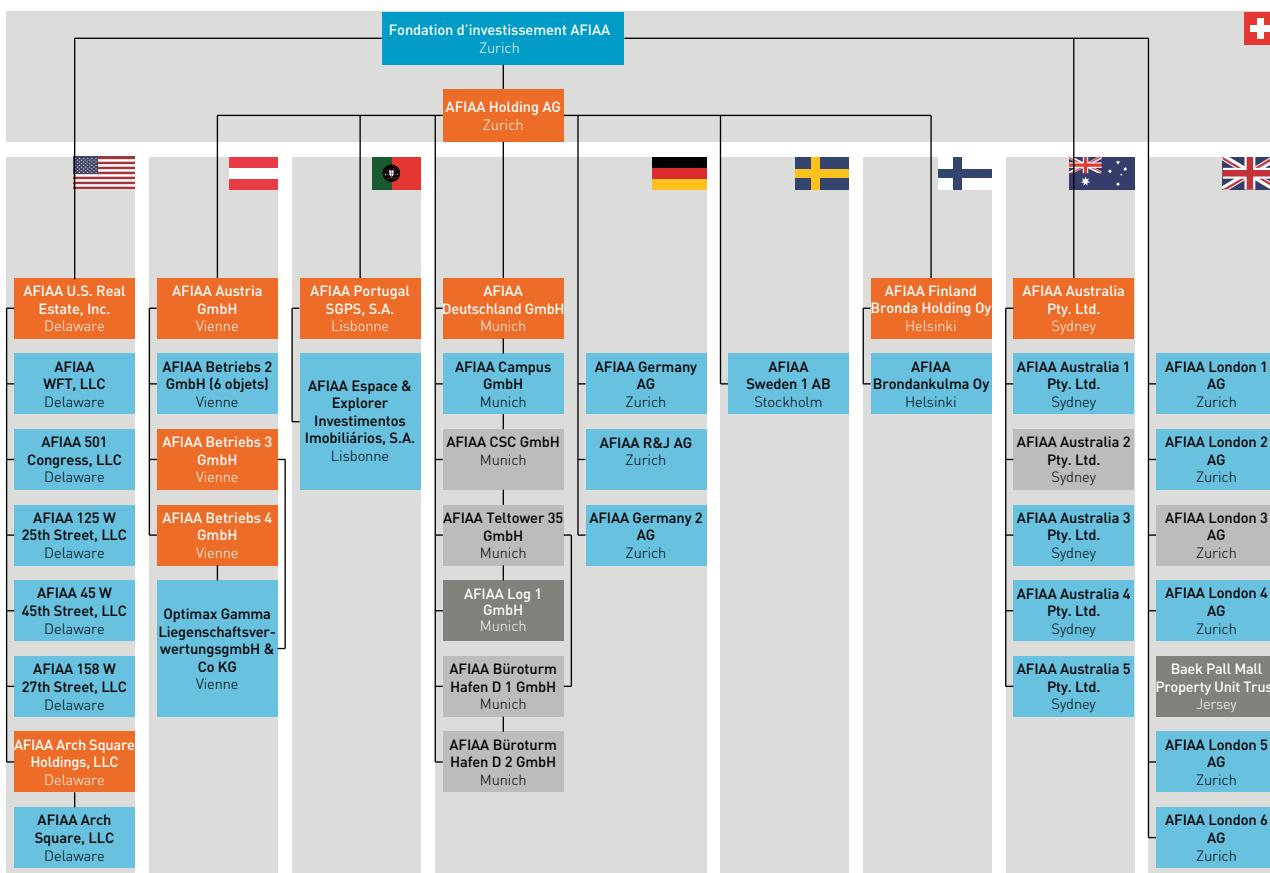 Fondation d'investissement AFIAA
Zurich
AFIAA Holding AG
Zurich
AFIAA U.S. Real
Estate, Inc.
Delaware
AFIAA
WFT, LLC
Delaware
AFIAA 501
Congress, LLC
Delaware
AFIAA 125 W
25th Street, LLC
Delaware
AFIAA 45 W
45th Street, LLC
Delaware
AFIAA 158 W
27th Street, LLC
Delaware
AFIAA Arch Square
Holdings, LLC
Delaware
AFIAA Arch
Square, LLC
Delaware
AFIAA Austria
GmbH
Vienne
AFIAA Betriebs 2
GmbH (6 objets)
Vienne
AFIAA Betriebs 3
GmbH
Vienne
AFIAA Betriebs 4
GmbH
Vienne
Optimax Gamma
Liegenschaftsver-
wertungsgmbH &
Co KG
Vienne
AFIAA Portugal
SGPS, S.A.
Lisbonne
AFIAA Espace &
Explorer
Investimentos
Imobiliários, S.A.
Lisbonne
AFIAA
Deutschland GmbH
Munich
AFIAA Campus
GmbH
Munich
AFIAA CSC GmbH
Munich
AFIAA Teltower 35
GmbH
Munich
AFIAA Log 1
GmbH
Munich
AFIAA Büroturm
Hafen D 1 GmbH
Munich
AFIAA Büroturm
Hafen D 2 GmbH
Munich
AFIAA Germany
AG
Zurich
AFIAA R&J AG
Zurich
AFIAA Germany 2
AG
Zurich
AFIAA
Sweden 1 AB
Stockholm
AFIAA Finland
Bronda Holding Oy
Helsinki
AFIAA
Brondankulma Oy
Helsinki
AFIAA Australia
Pty. Ltd.
Sydney
AFIAA Australia 1
Pty. Ltd.
Sydney
AFIAA Australia 2
Pty. Ltd.
Sydney
AFIAA Australia 3
Pty. Ltd.
Sydney
AFIAA Australia 4
Pty. Ltd.
Sydney
AFIAA Australia 5
Pty. Ltd.
Sydney
AFIAA London 1
AG
Zurich
AFIAA London 2
AG
Zurich
AFIAA London 3
AG
Zurich
AFIAA London 4
AG
Zurich
Baek Pall Mall
Property Unit Trus
Jersey
AFIAA London 5
AG
Zurich
AFIAA London 6
AG
Zurich